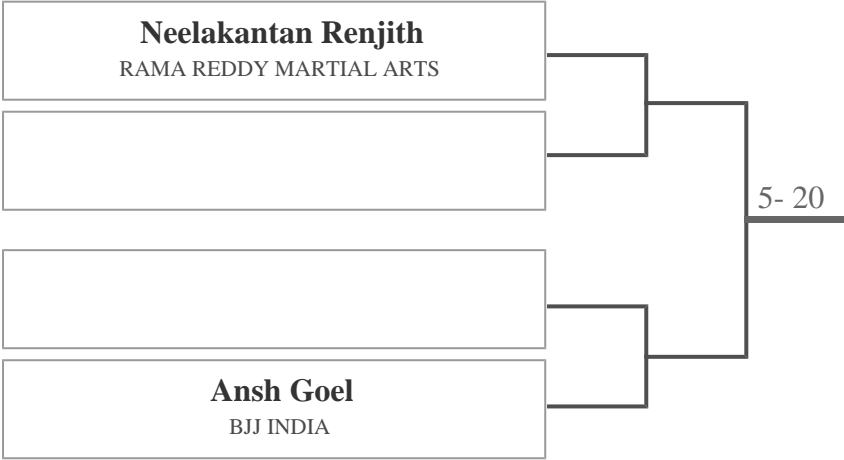 Neelakantan Renjith
RAMA REDDY MARTIAL ARTS
5- 20
Ansh Goel
BJJ INDIA